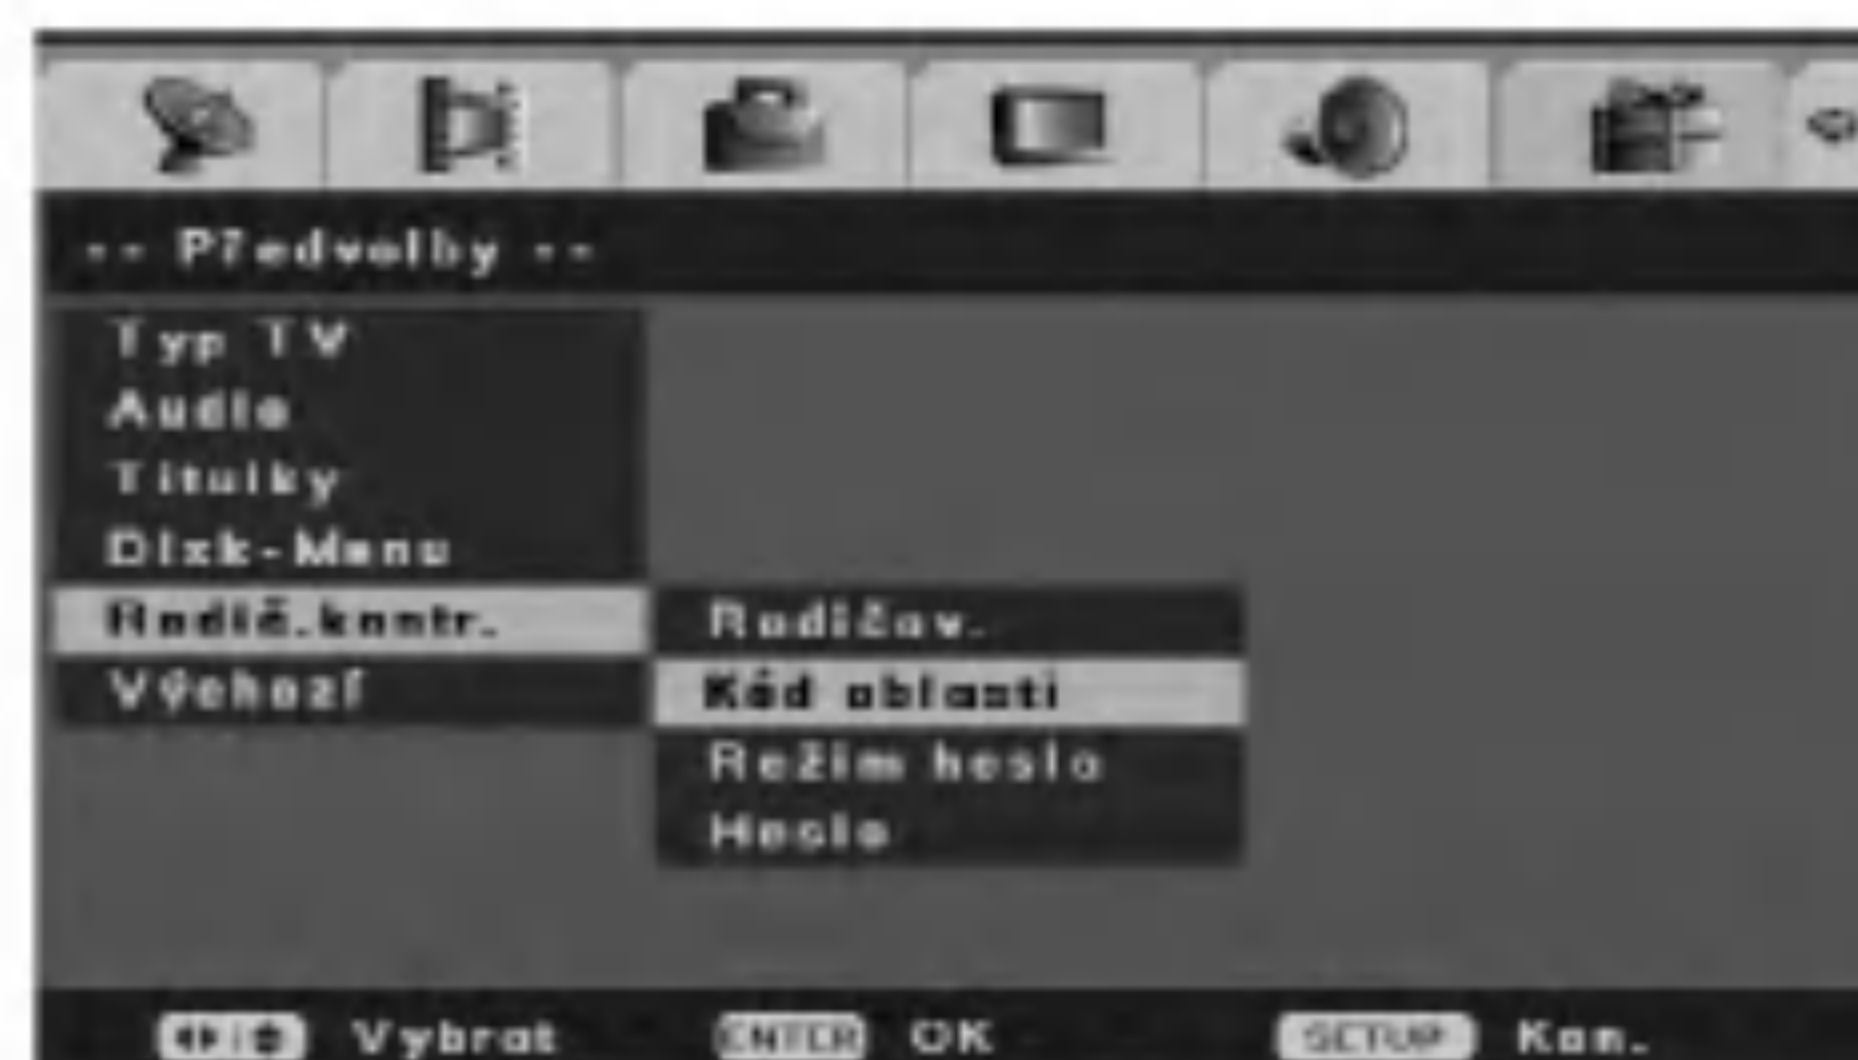 -- Předvolby --
Typ TV
Audio
Titulky
Disk-Menu
Rodič.kontr.
Rodičov.
Výchozí
Kód oblasti
Režim heslo
Heslo
Vybrat
ENTER OK
SETUP Kon.